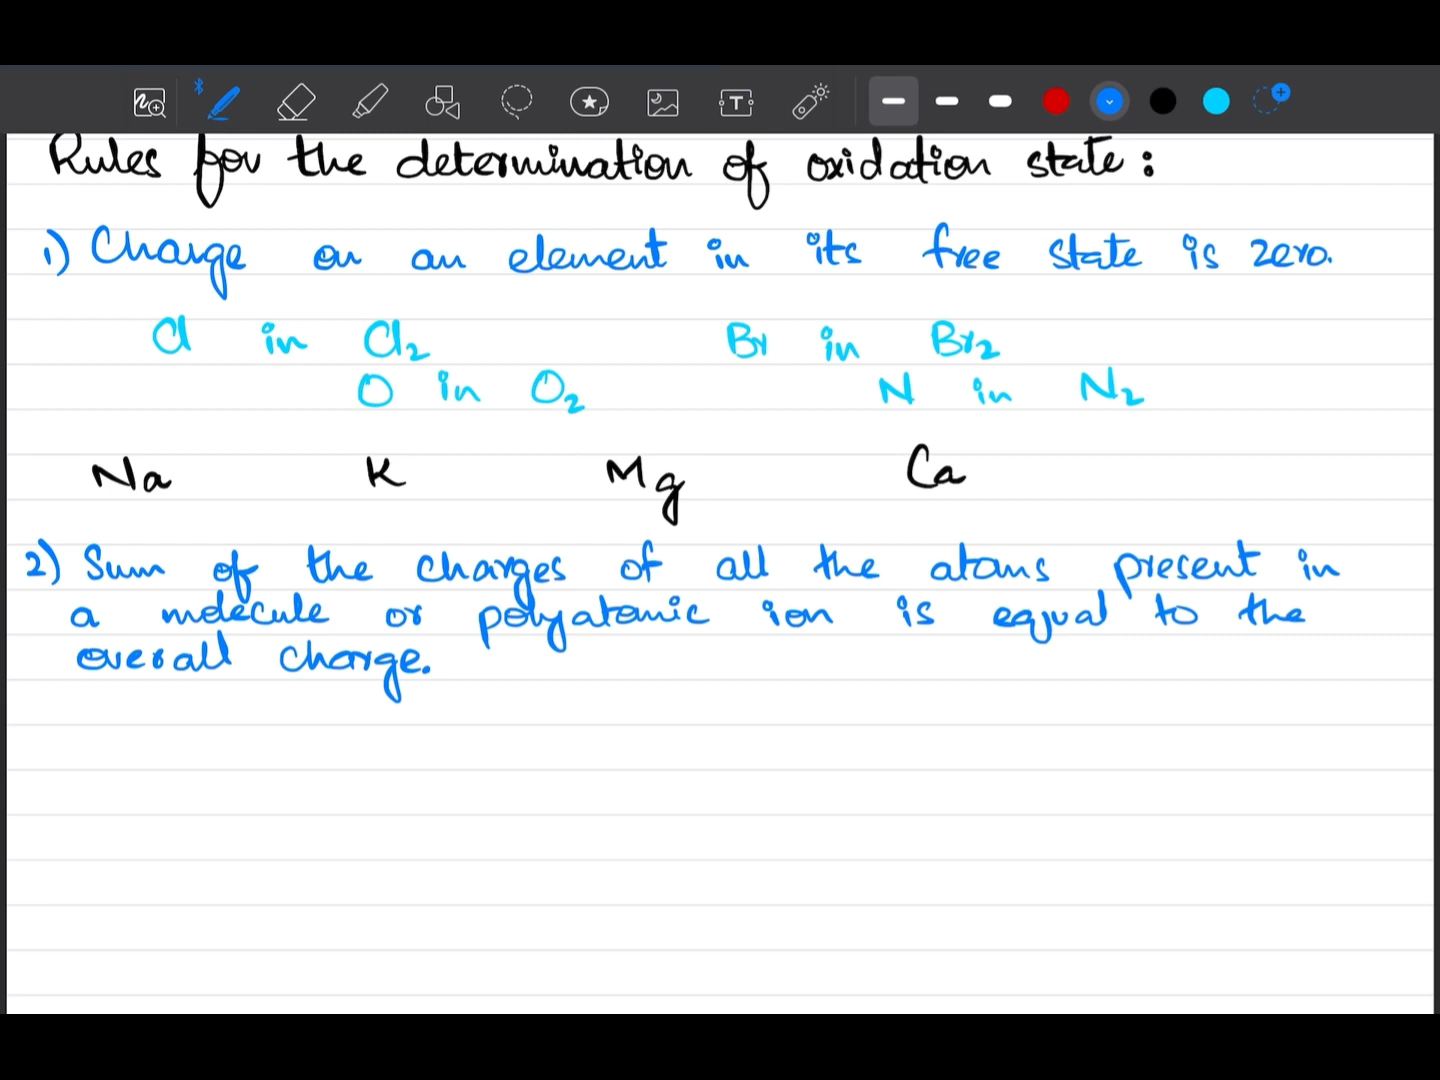 Rules for the determination of oxidation state:
1) Charge on an element in its free state is zero.
Cl in Cl2 Br in Br2
O in O2 N in N2
Na K Mg Ca
2) Sum of the charges of all the atoms present in
a molecule or polyatomic ion is equal to the
overall charge.